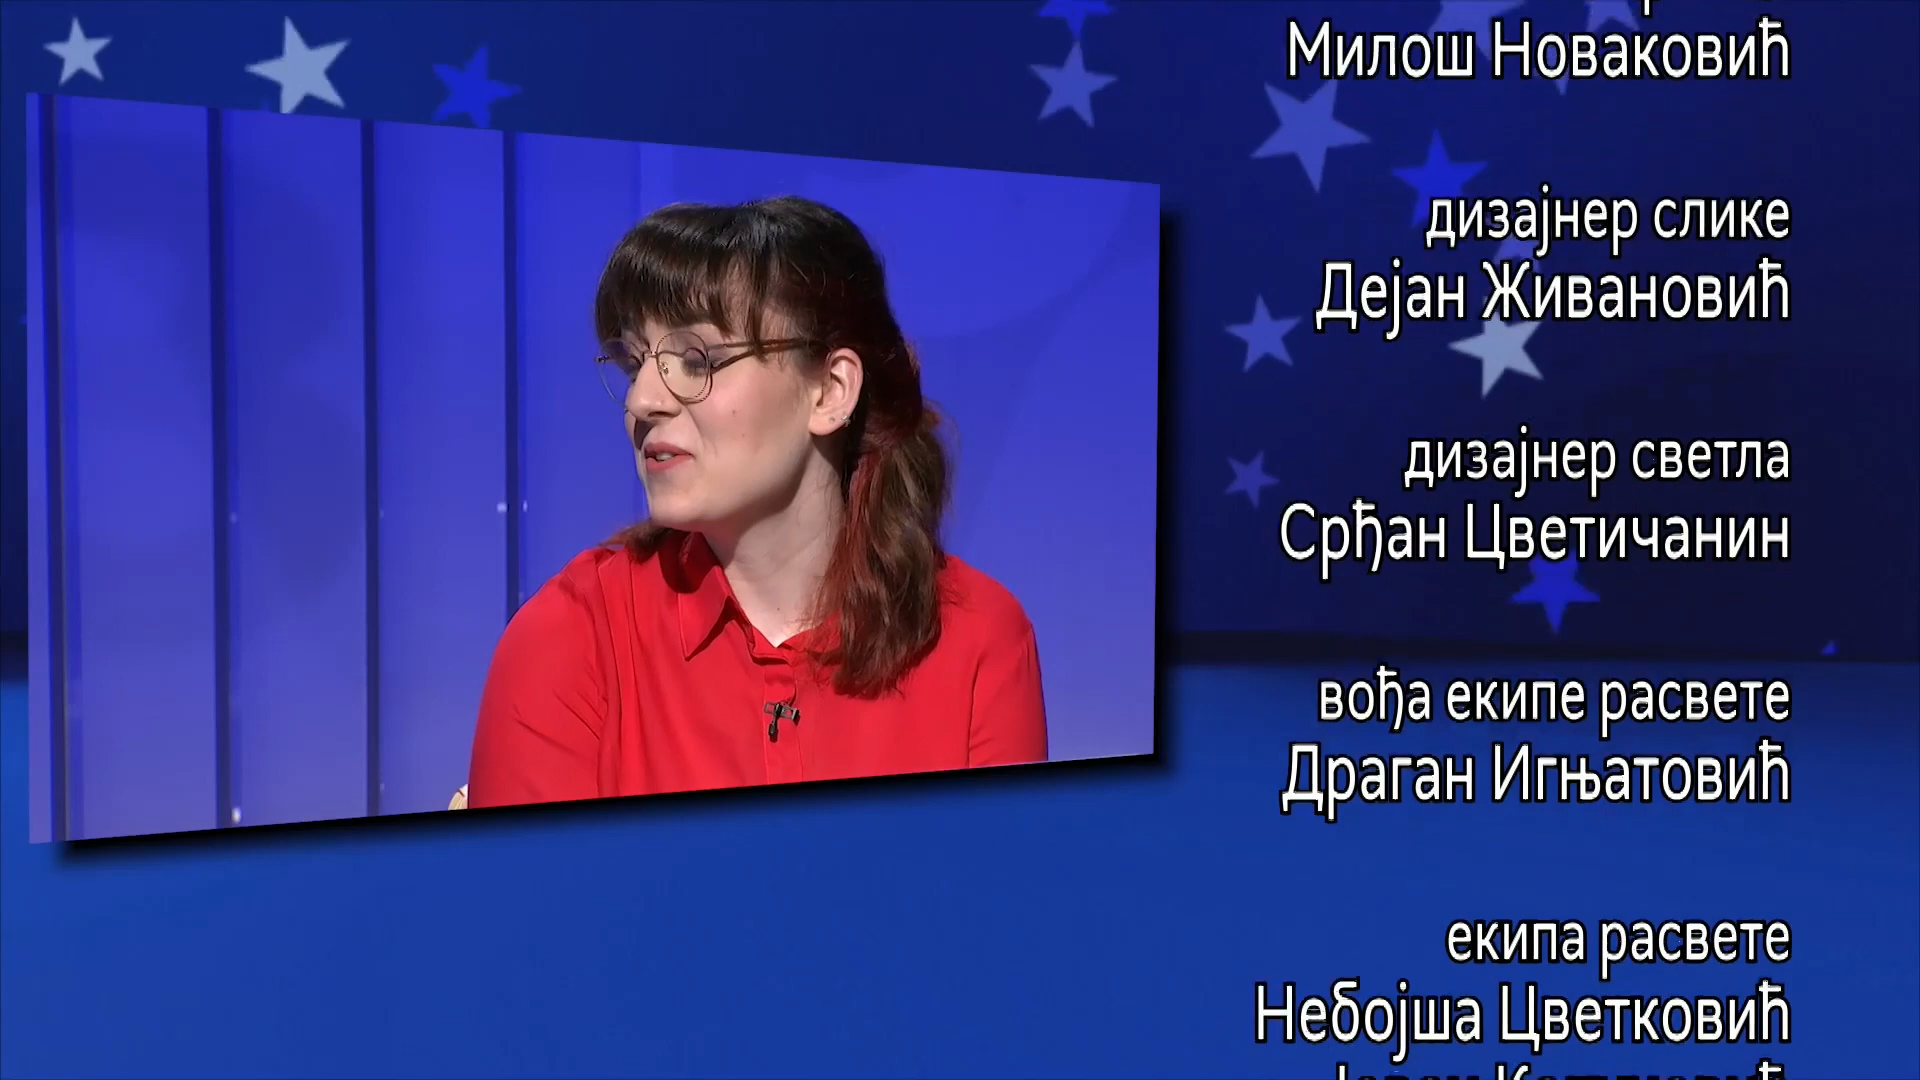 Милош Новаковић
дизајнер слике
Дејан Живановић
дизајнер светла
Срђан Цветичанин
вођа екипе расвете
Драган Игњатовић
екипа расвете
Небојша Цветковић